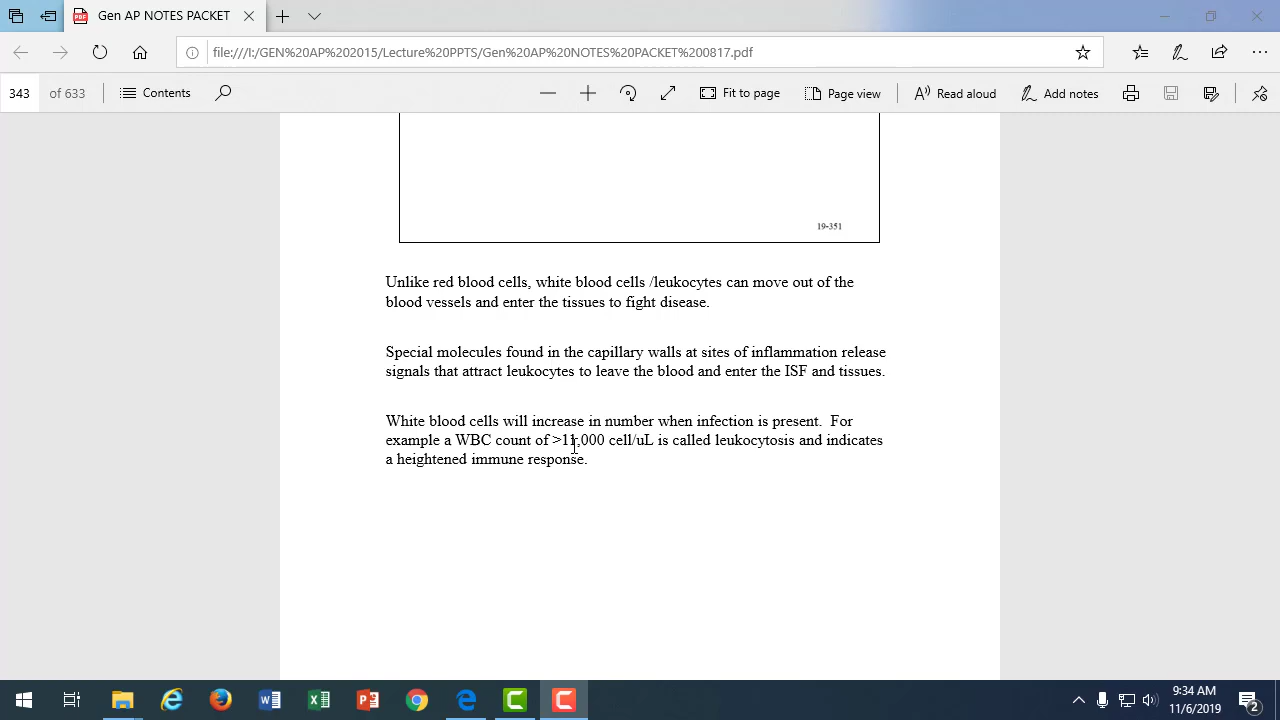 Gen AP NOTES PACKET
file:///I:/GEN%20AP%202015/Lecture%20PPTS/Gen%20AP%20NOTES%20PACKET%200817.pdf
343 of 633 Contents Fit to page Page view Read aloud Add notes
19-351
Unlike red blood cells, white blood cells /leukocytes can move out of the
blood vessels and enter the tissues to fight disease.
Special molecules found in the capillary walls at sites of inflammation release
signals that attract leukocytes to leave the blood and enter the ISF and tissues.
White blood cells will increase in number when infection is present.  For
example a WBC count of >11,000 cell/uL is called leukocytosis and indicates
a heightened immune response.
9:34 AM
11/6/2019
2